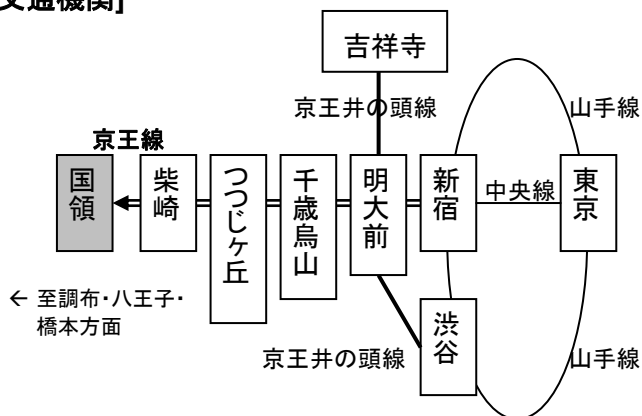 交通機関]
吉祥寺
京王井の頭線
山手線
京王線
国領
柴崎
つつじヶ丘
千歳烏山
明大前
新宿
中央線
東京
← 至調布・八王子・
橋本方面
渋谷
京王井の頭線
山手線